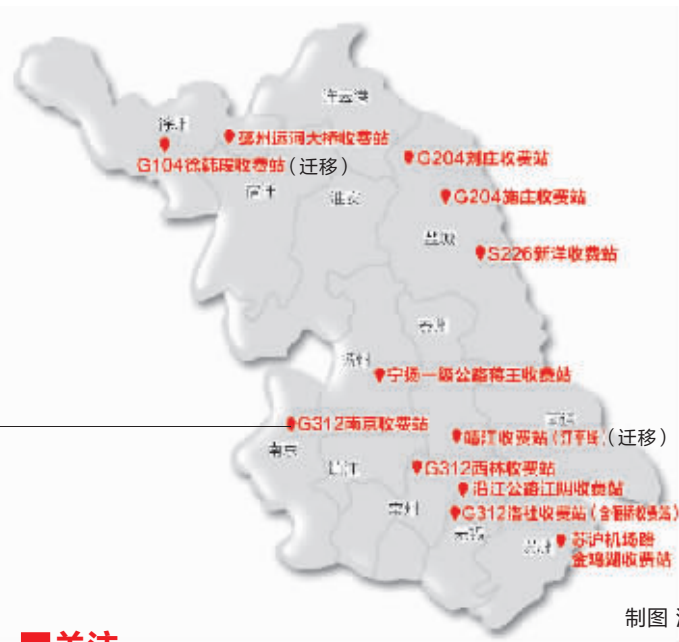 连云港
徐州
邳州运河大桥收费站
G104徐韩段收费站(迁移)
G204刘庄收费站
宿迁
淮安
G204施庄收费站
盐城
S226新洋收费站
泰州
扬州
宁扬一级公路蒋王收费站
G312南京收费站
南通
靖江收费站
(迁移)
南京
镇江
G312西林收费站
沿江公路江阴收费站
常州
G312洛社收费站
无锡
苏州
苏沪机场路
金鸡湖收费站
制图
关注